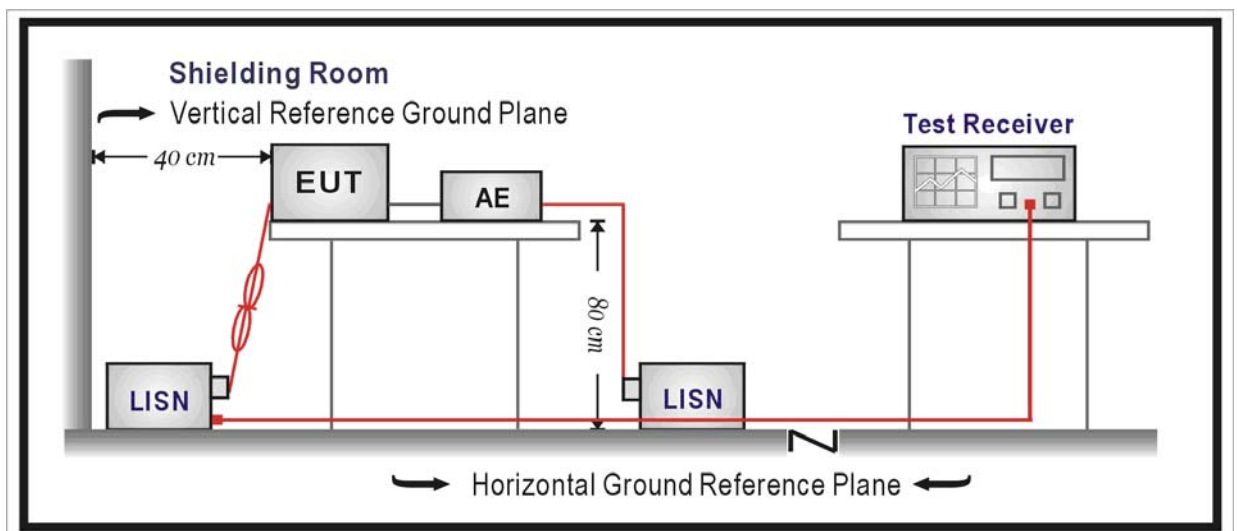 Shielding Room
Vertical Reference Ground Plane
Test Receiver
40 cm
EUT
AE
80 cm
LISN
LISN
Horizontal Ground Reference Plane